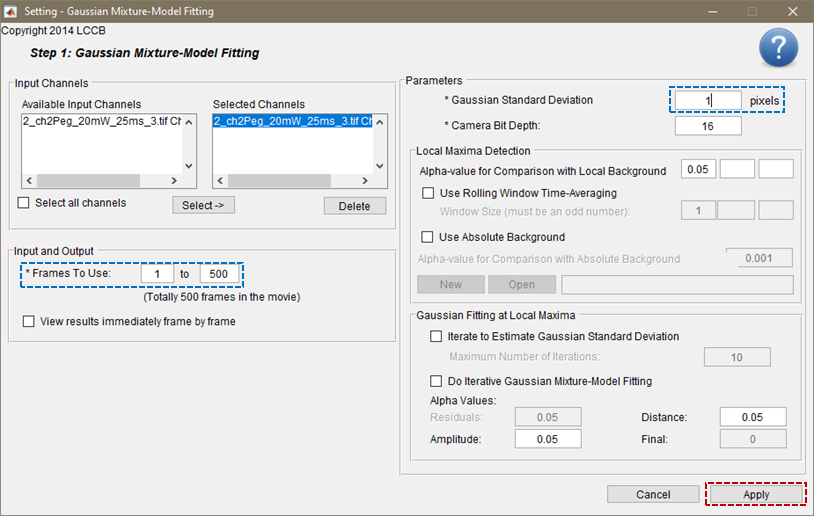 Setting - Gaussian Mixture-Model Fitting
Copyright 2014 LCCB
Step 1: Gaussian Mixture-Model Fitting
?
Input Channels
Available Input Channels
Selected Channels
2_ch2Peg_20mW_25ms_3.tif Ch
2_ch2Peg_20mW_25ms_3.tif Ch
Select all channels
Select ->
Delete
Input and Output
* Frames To Use: 1 to 500
(Totally 500 frames in the movie)
View results immediately frame by frame
Parameters
* Gaussian Standard Deviation 1 pixels
* Camera Bit Depth: 16
Local Maxima Detection
Alpha-value for Comparison with Local Background 0.05
Use Rolling Window Time-Averaging
Window Size (must be an odd number): 1
Use Absolute Background
Alpha-value for Comparison with Absolute Background 0.001
New Open
Gaussian Fitting at Local Maxima
Iterate to Estimate Gaussian Standard Deviation
Maximum Number of Iterations: 10
Do Iterative Gaussian Mixture-Model Fitting
Alpha Values:
Residuals: 0.05 Distance: 0.05
Amplitude: 0.05 Final: 0
Cancel Apply